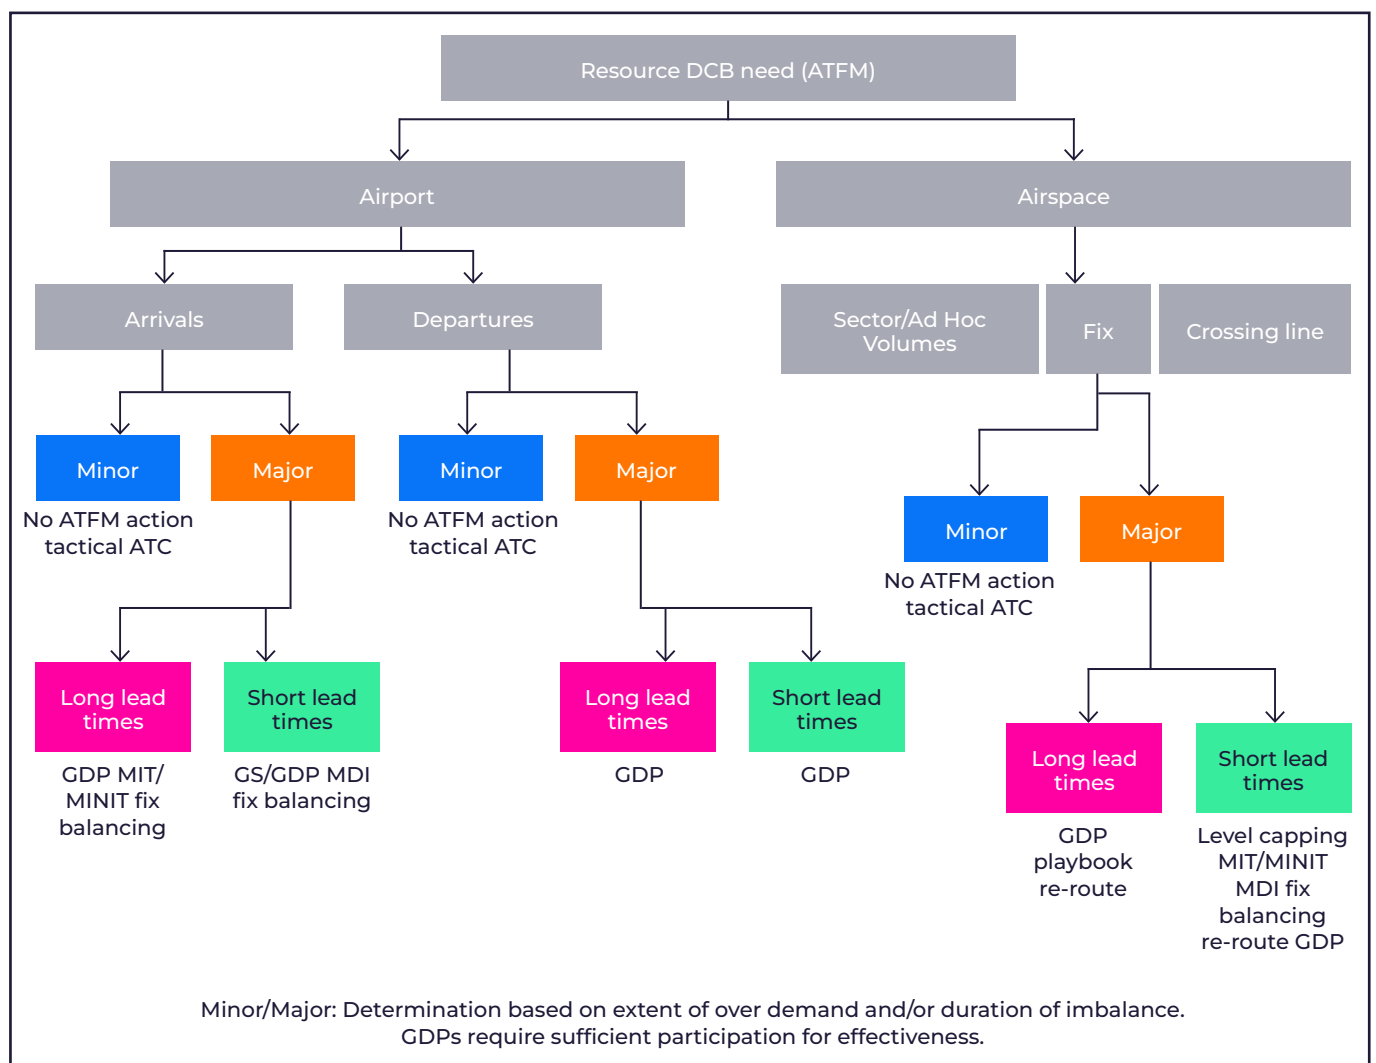 Resource DCB need (ATFM)
Airport
Airspace
Arrivals
Departures
Sector/Ad Hoc
Volumes
Fix
Crossing line
Minor
Major
Minor
Major
No ATFM action
tactical ATC
No ATFM action
tactical ATC
Minor
Major
No ATFM action
tactical ATC
Long lead
times
Short lead
times
Long lead
times
Short lead
times
GDP MIT/
MINIT fix
balancing
GS/GDP MDI
fix balancing
GDP
GDP
Long lead
times
Short lead
times
GDP
playbook
re-route
Level capping
MIT/MINIT
MDI fix
balancing
re-route GDP
Minor/Major: Determination based on extent of over demand and/or duration of imbalance.
GDPs require sufficient participation for effectiveness.